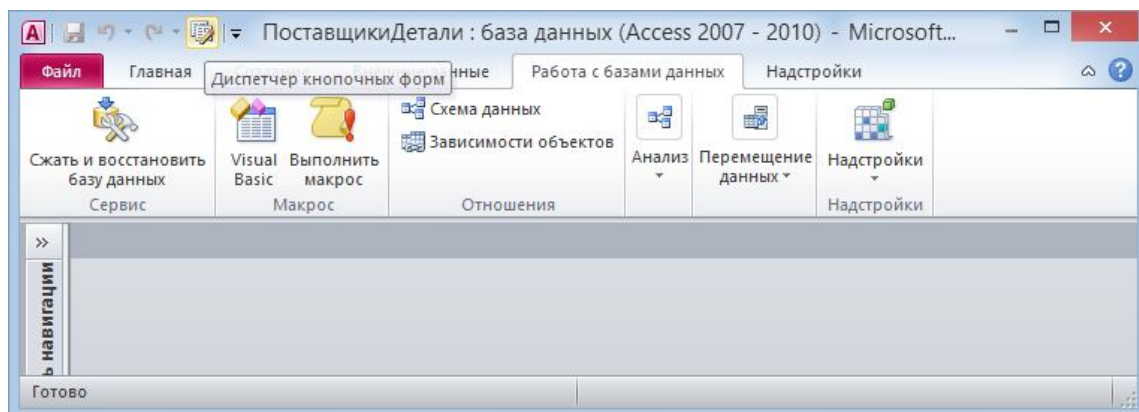 A ПоставщикиДетали : база данных (Access 2007 - 2010) - Microsoft...
Файл Главная Диспетчер кнопочных форм нные Работа с базами данных Надстройки
Сжать и восстановить базу данных
Visual Basic
Выполнить макрос
Схема данных
Зависимости объектов
Анализ
Перемещение данных
Надстройки
Сервис Макрос Отношения Надстройки
»
ь навигации
Готово